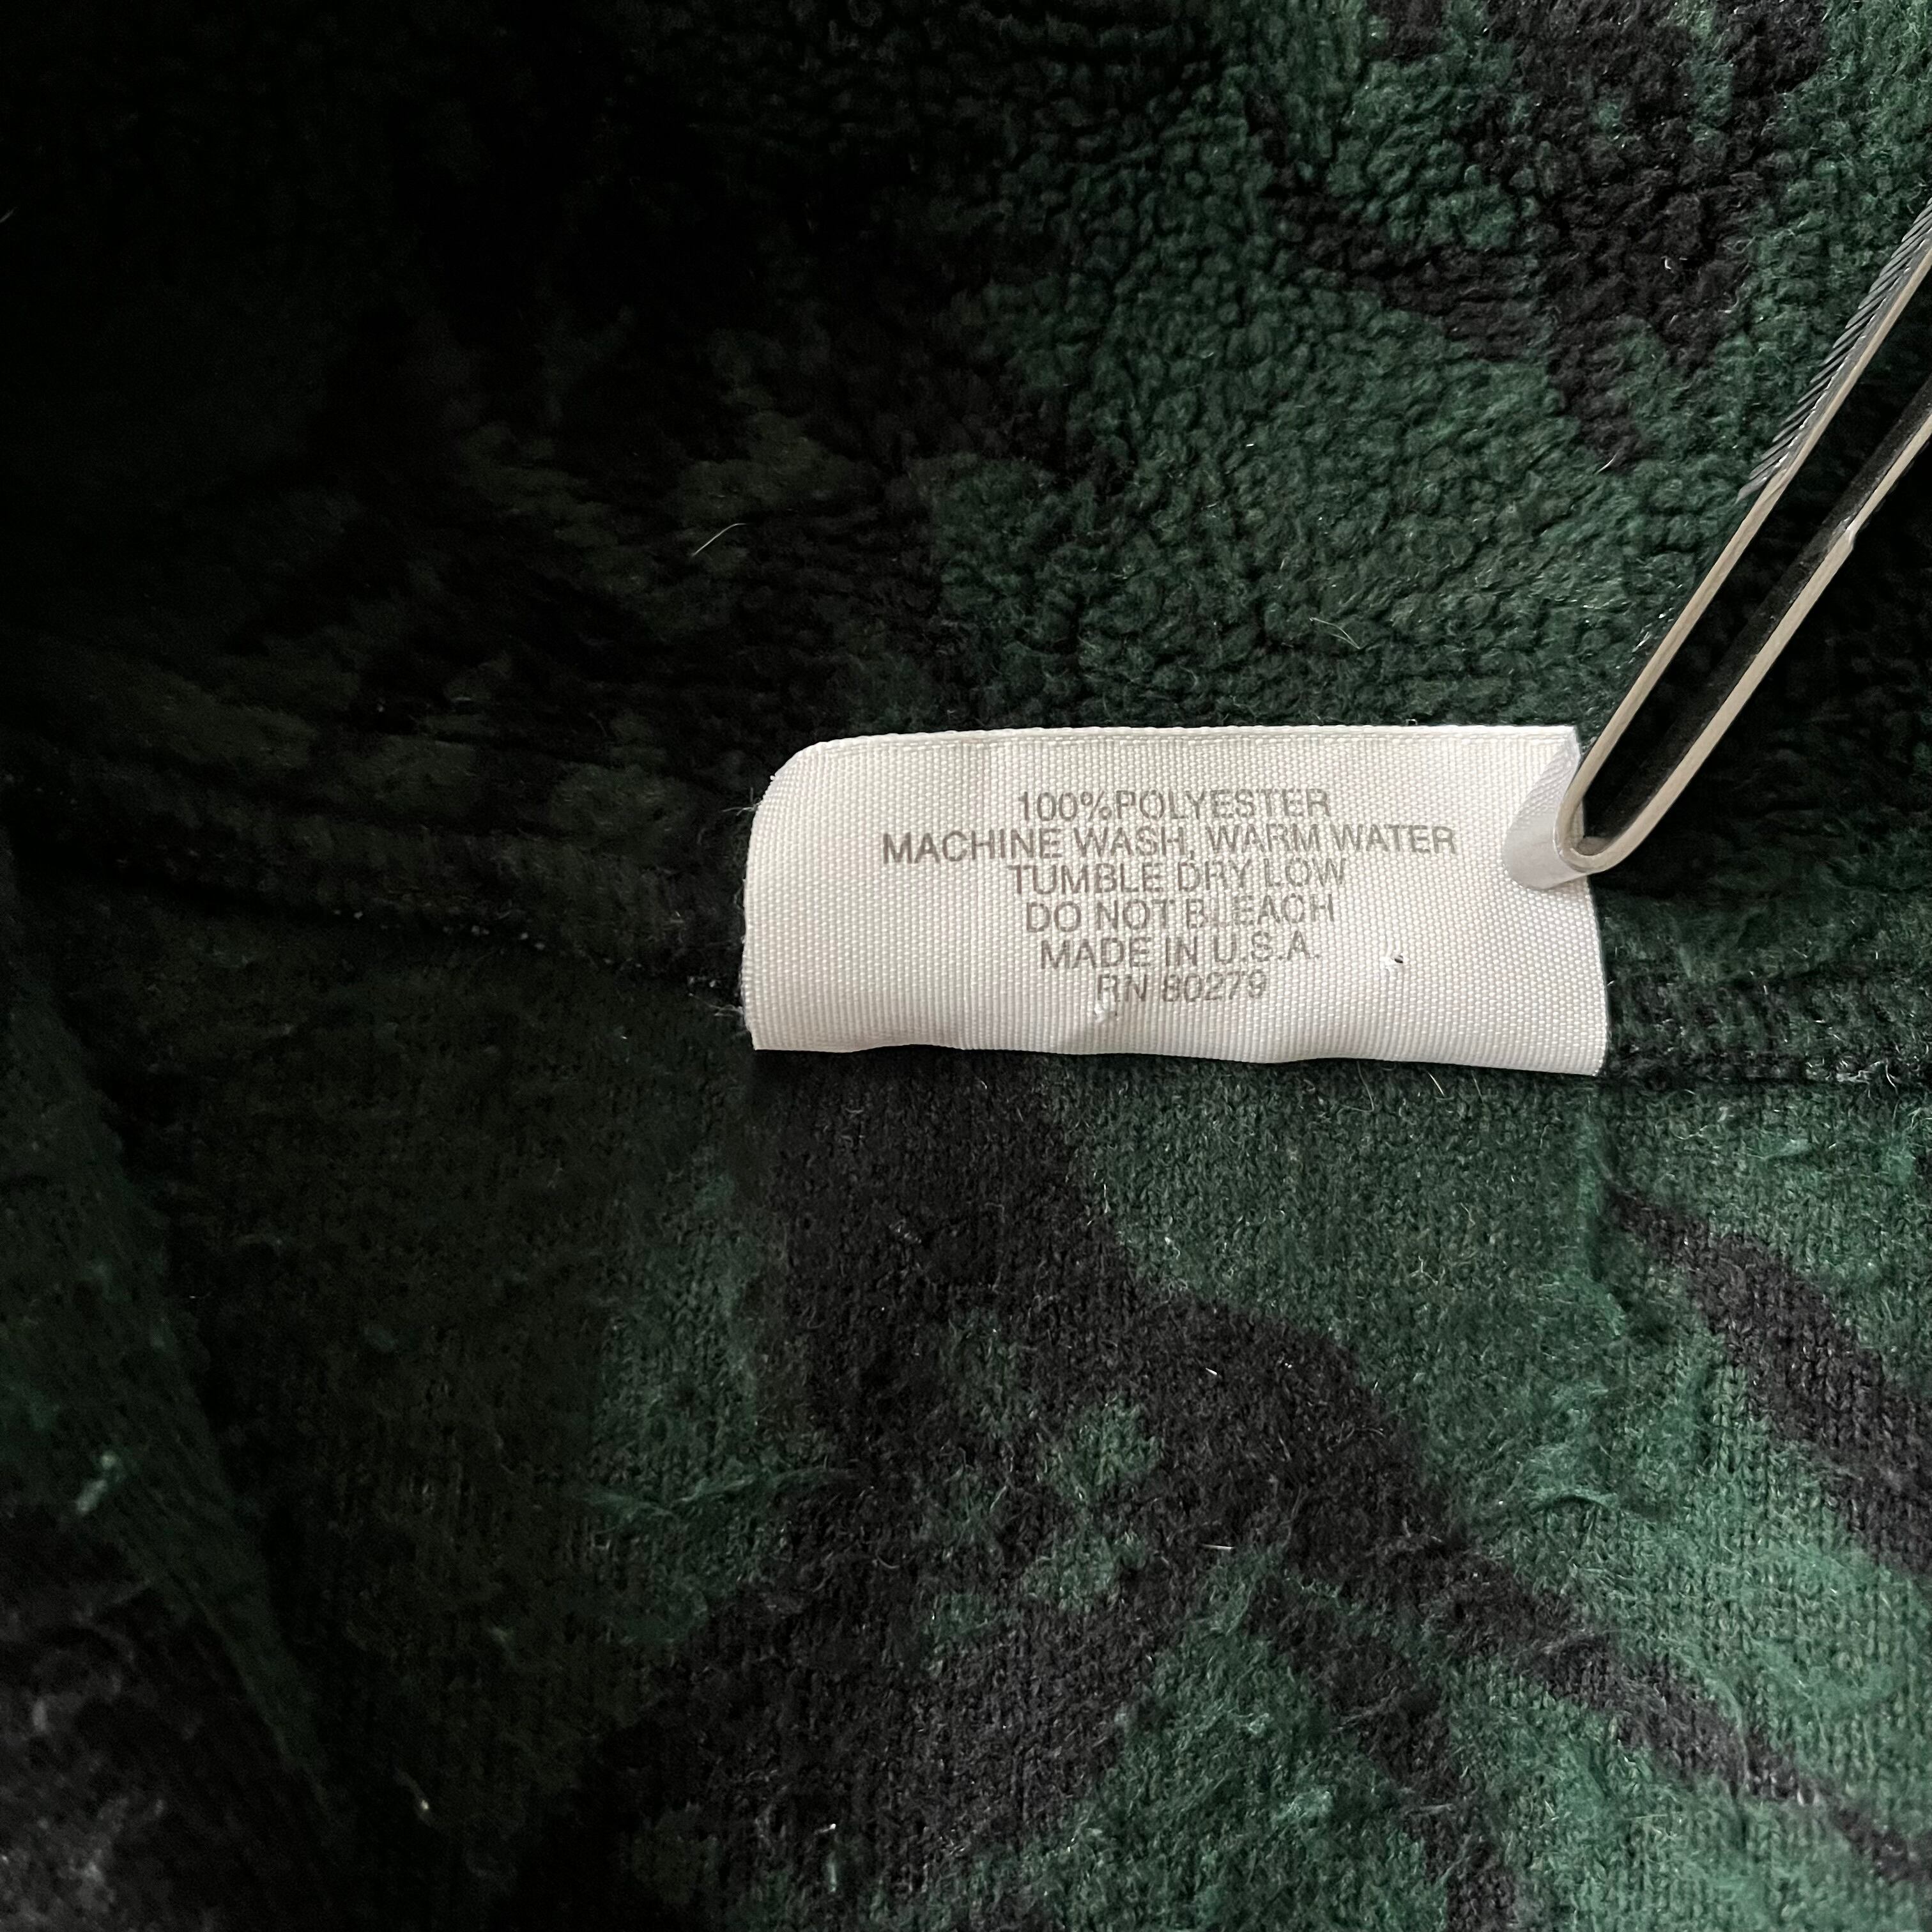 100%POLYESTER
MACHINE WASH, WARM WATER
TUMBLE DRY LOW
DO NOT BLEACH
MADE IN U.S.A.
RN 80279